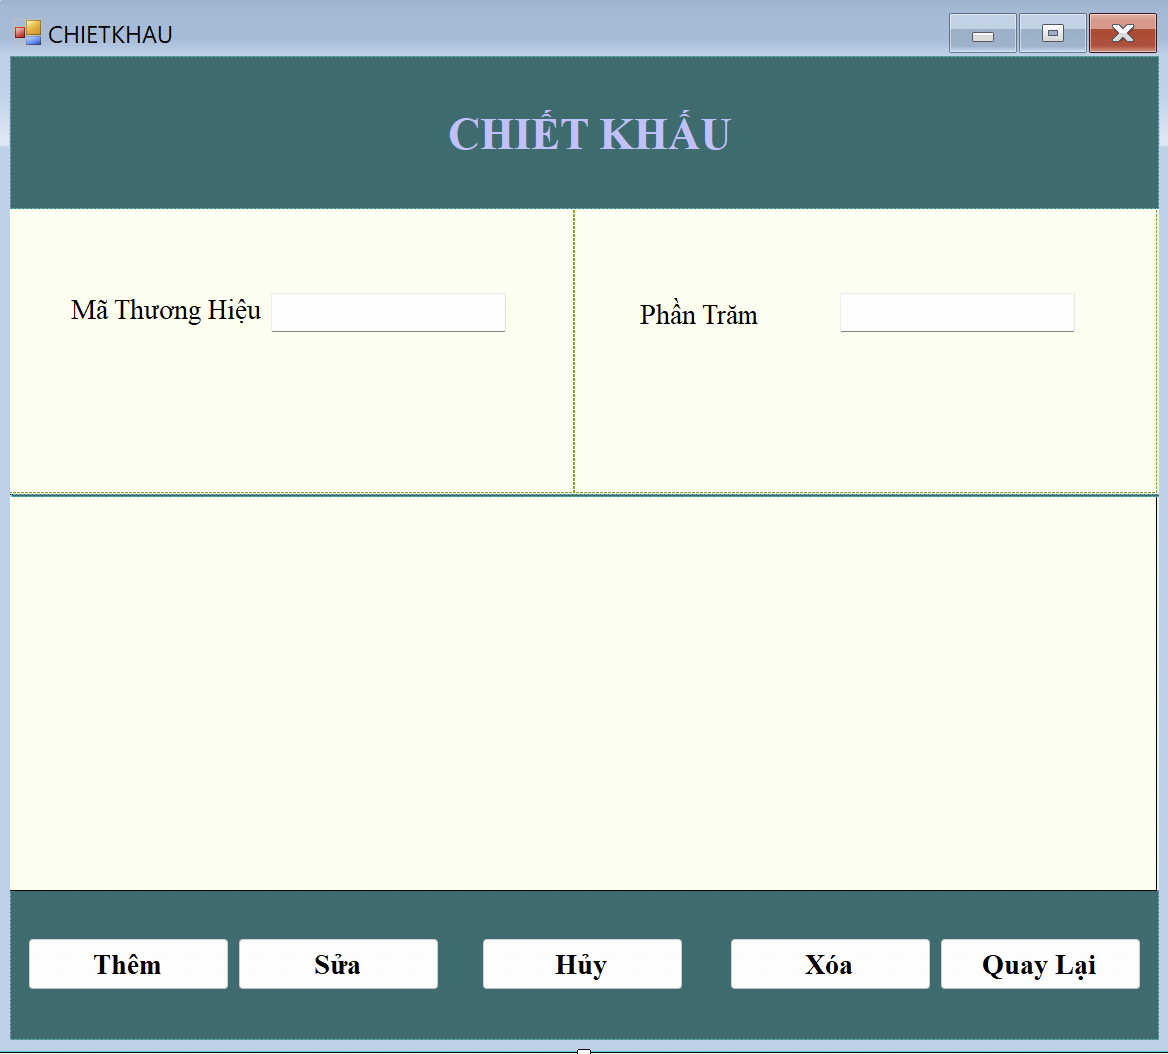 CHIETKHAU
CHIẾT KHẤU
Mã Thương Hiệu
Phần Trăm
Thêm
Sửa
Hủy
Xóa
Quay Lại